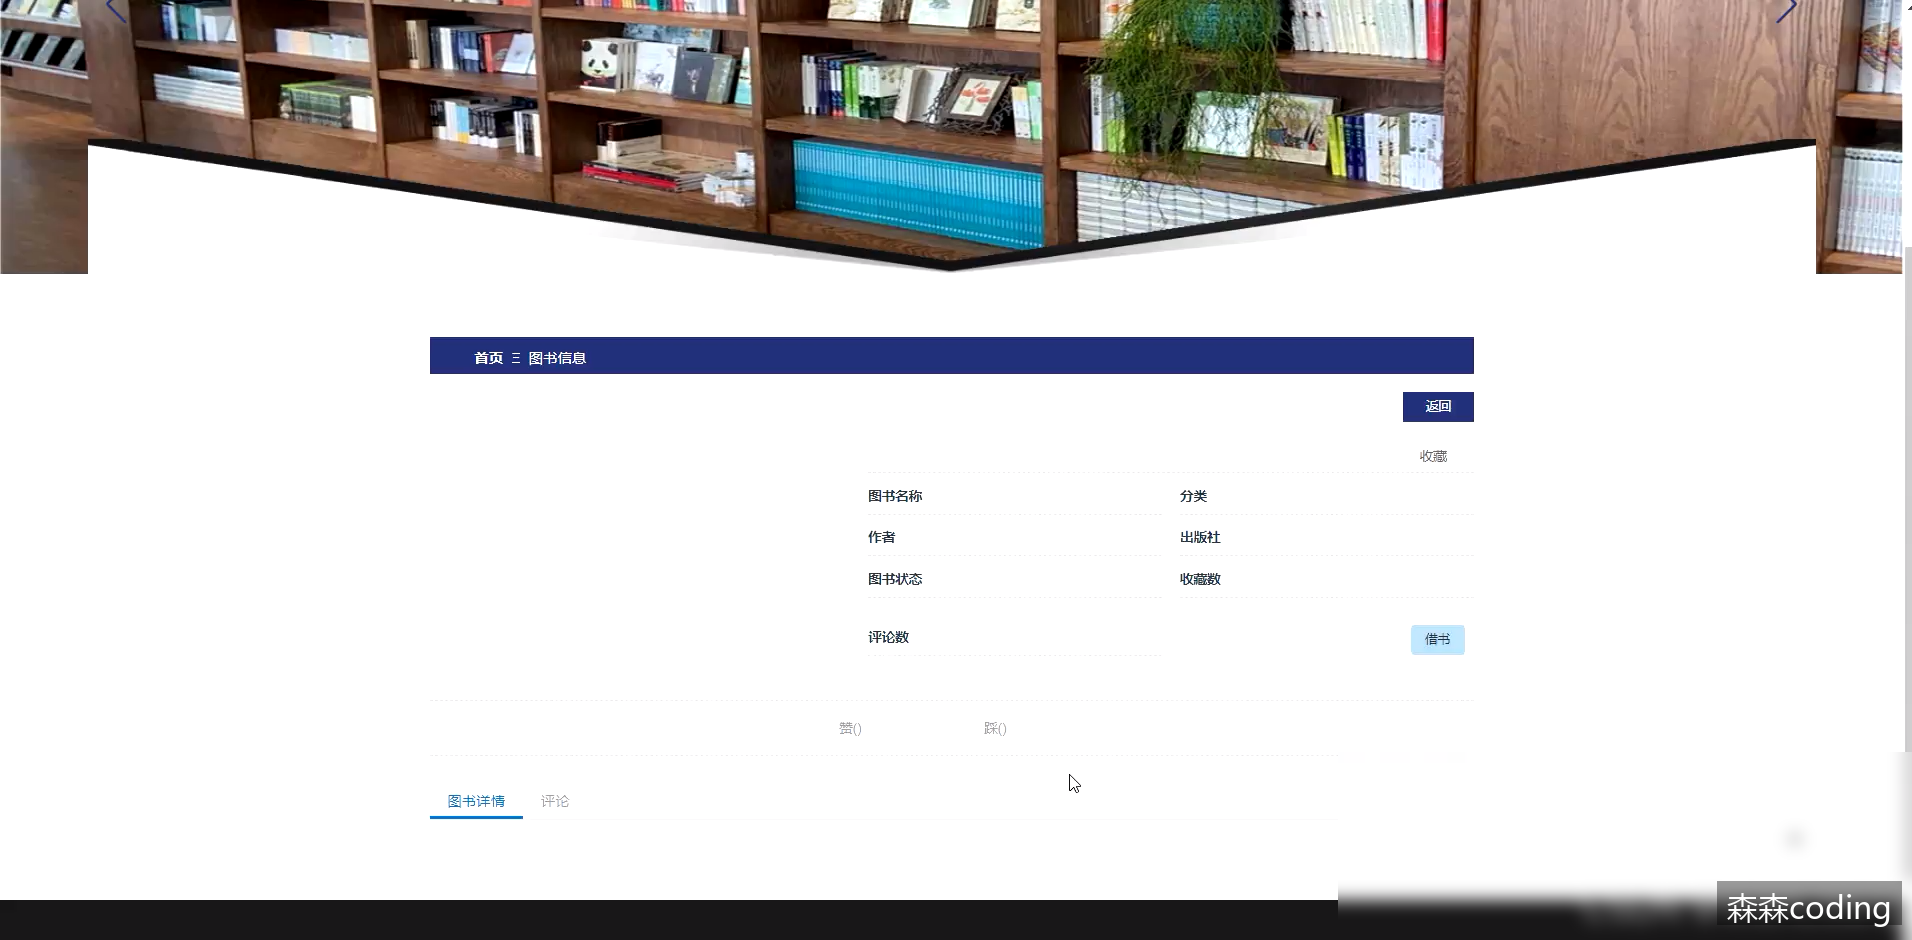 首页 Ξ 图书信息
返回
收藏
图书名称 分类
作者 出版社
图书状态 收藏数
评论数 借书
赞() 踩()
图书详情 评论
森森coding